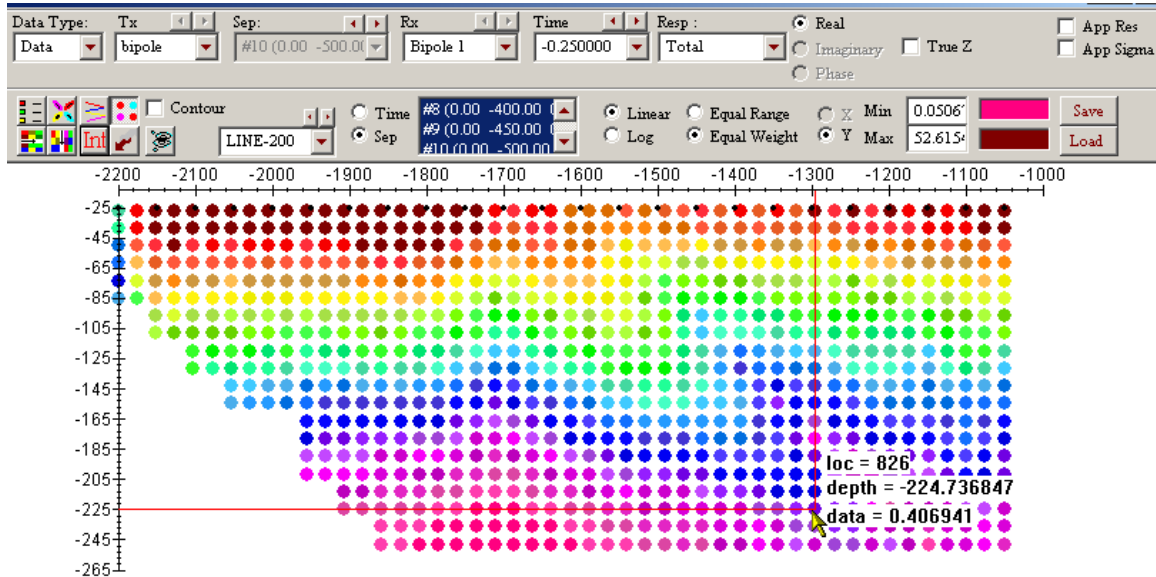 Data Type: Tx Sep: Rx Time Resp : Real App Res
Data bipole #10 (0.00 -500.00 Bipole 1 -0.250000 Total Imaginary True Z App Sigma
Phase
Contour Time #8 (0.00 -400.00 Linear Equal Range X Min 0.0506 Save
Int LINE-200 Sep #9 (0.00 -450.00 Log Equal Weight Y Max 52.615 Load
#10 (0.00 -500.00
-2200 -2100 -2000 -1900 -1800 -1700 -1600 -1500 -1400 -1300 -1200 -1100 -1000
-25
-45
-65
-85
-105
-125
-145
-165
-185
loc = 826
-205
depth = -224.736847
-225
data = 0.406941
-245
-265